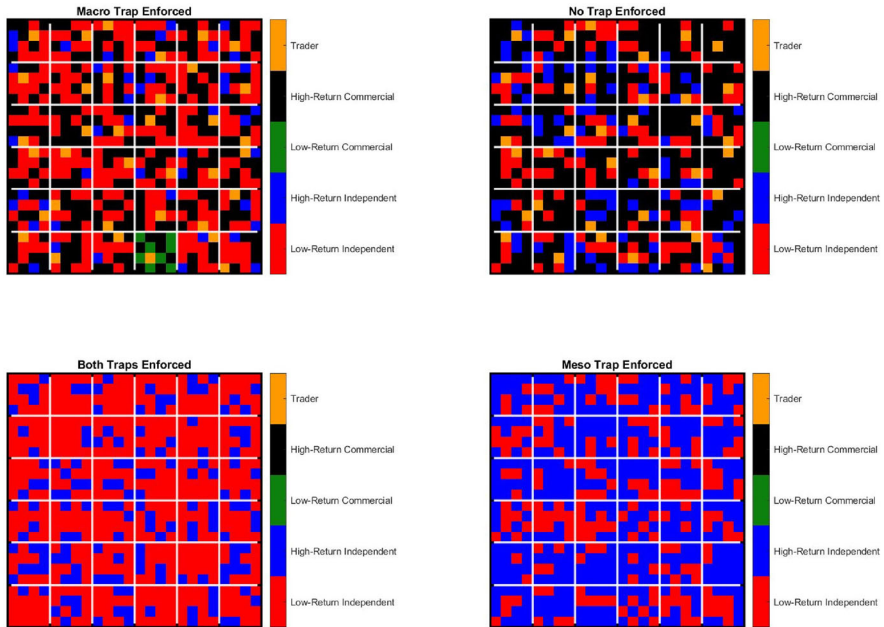 Macro Trap Enforced
Trader
High-Return Commercial
Low-Return Commercial
High-Return Independent
Low-Return Independent
No Trap Enforced
Trader
High-Return Commercial
Low-Return Commercial
High-Return Independent
Low-Return Independent
Both Traps Enforced
Trader
High-Return Commercial
Low-Return Commercial
High-Return Independent
Low-Return Independent
Meso Trap Enforced
Trader
High-Return Commercial
Low-Return Commercial
High-Return Independent
Low-Return Independent